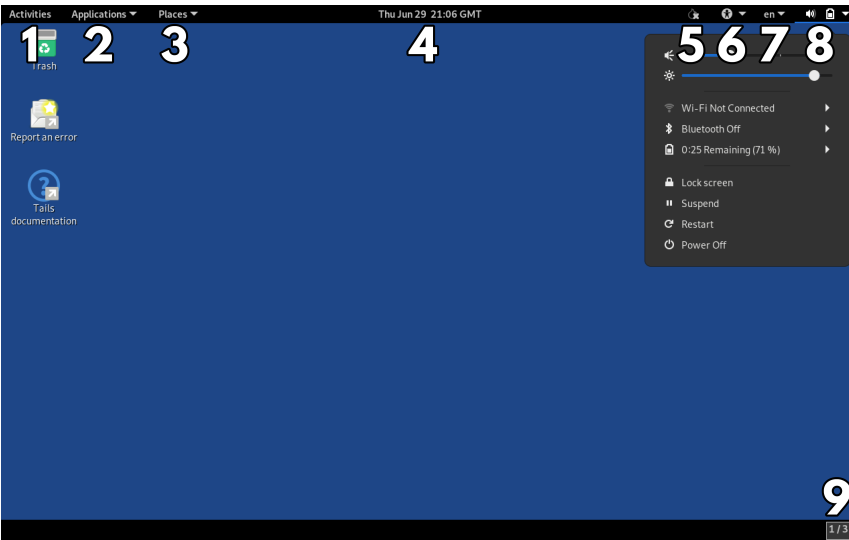 Activities Applications Places Thu Jun 29 21:06 GMT en
1 2 3 4 5 6 7 8
Trash
Report an error
Tails
documentation
Wi-Fi Not Connected
Bluetooth Off
0:25 Remaining (71 %)
Lock screen
Suspend
Restart
Power Off
9
1 / 3